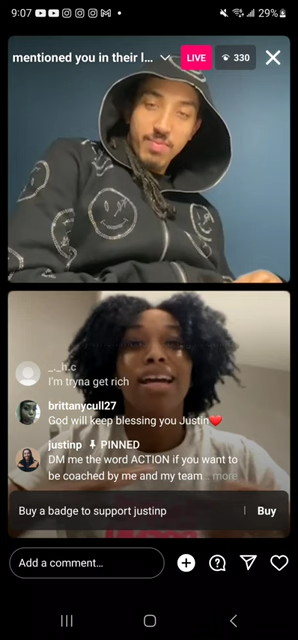 9:07
29%
mentioned you in their l...
LIVE
330
_._h.c
I'm tryna get rich
brittanycull27
God will keep blessing you Justin❤️
justinp PINNED
DM me the word ACTION if you want to
be coached by me and my team ... more
Buy a badge to support justinp
Buy
Add a comment...